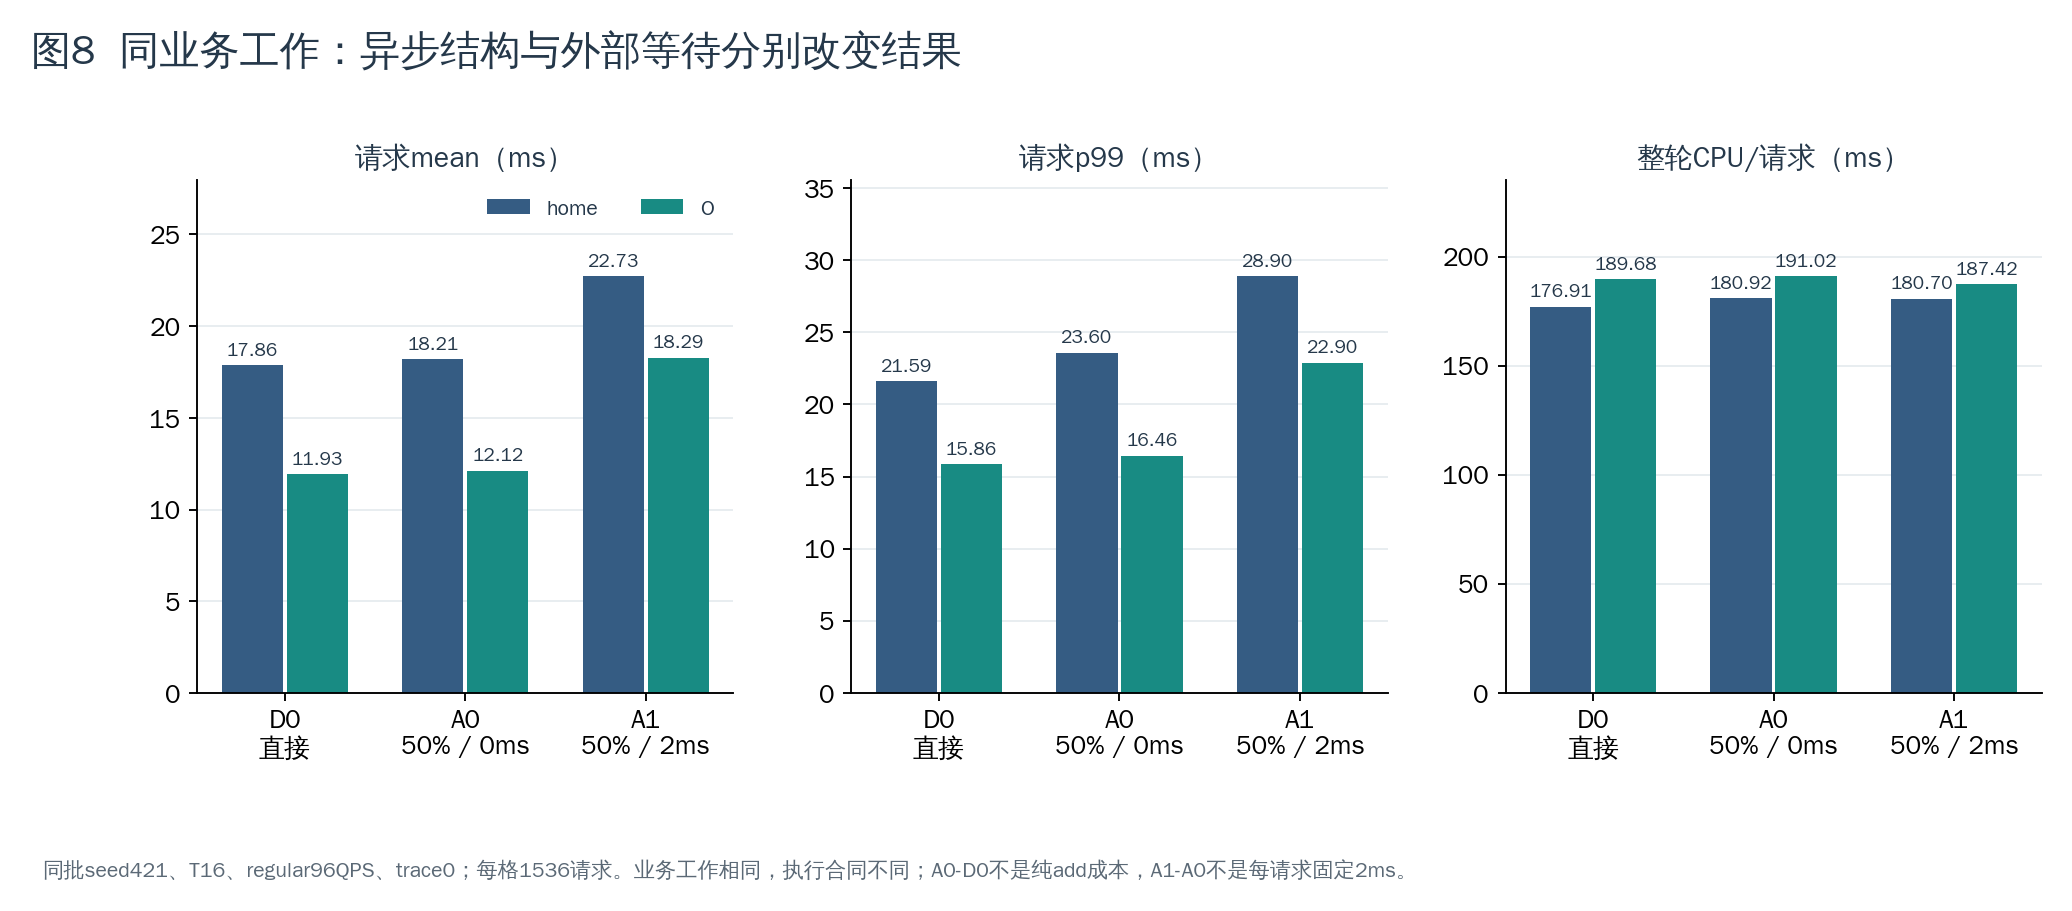 图8 同业务工作：异步结构与外部等待分别改变结果
请求mean（ms）
home
O
25
20
15
10
5
0
17.86
11.93
18.21
12.12
22.73
18.29
D0
直接
A0
50% / 0ms
A1
50% / 2ms
请求p99（ms）
35
30
25
20
15
10
5
0
21.59
15.86
23.60
16.46
28.90
22.90
D0
直接
A0
50% / 0ms
A1
50% / 2ms
整轮CPU/请求（ms）
200
150
100
50
0
176.91
189.68
180.92
191.02
180.70
187.42
D0
直接
A0
50% / 0ms
A1
50% / 2ms
同批seed421、T16、regular96QPS、trace0；每格1536请求。业务工作相同，执行合同不同；A0-D0不是纯add成本，A1-A0不是每请求固定2ms。